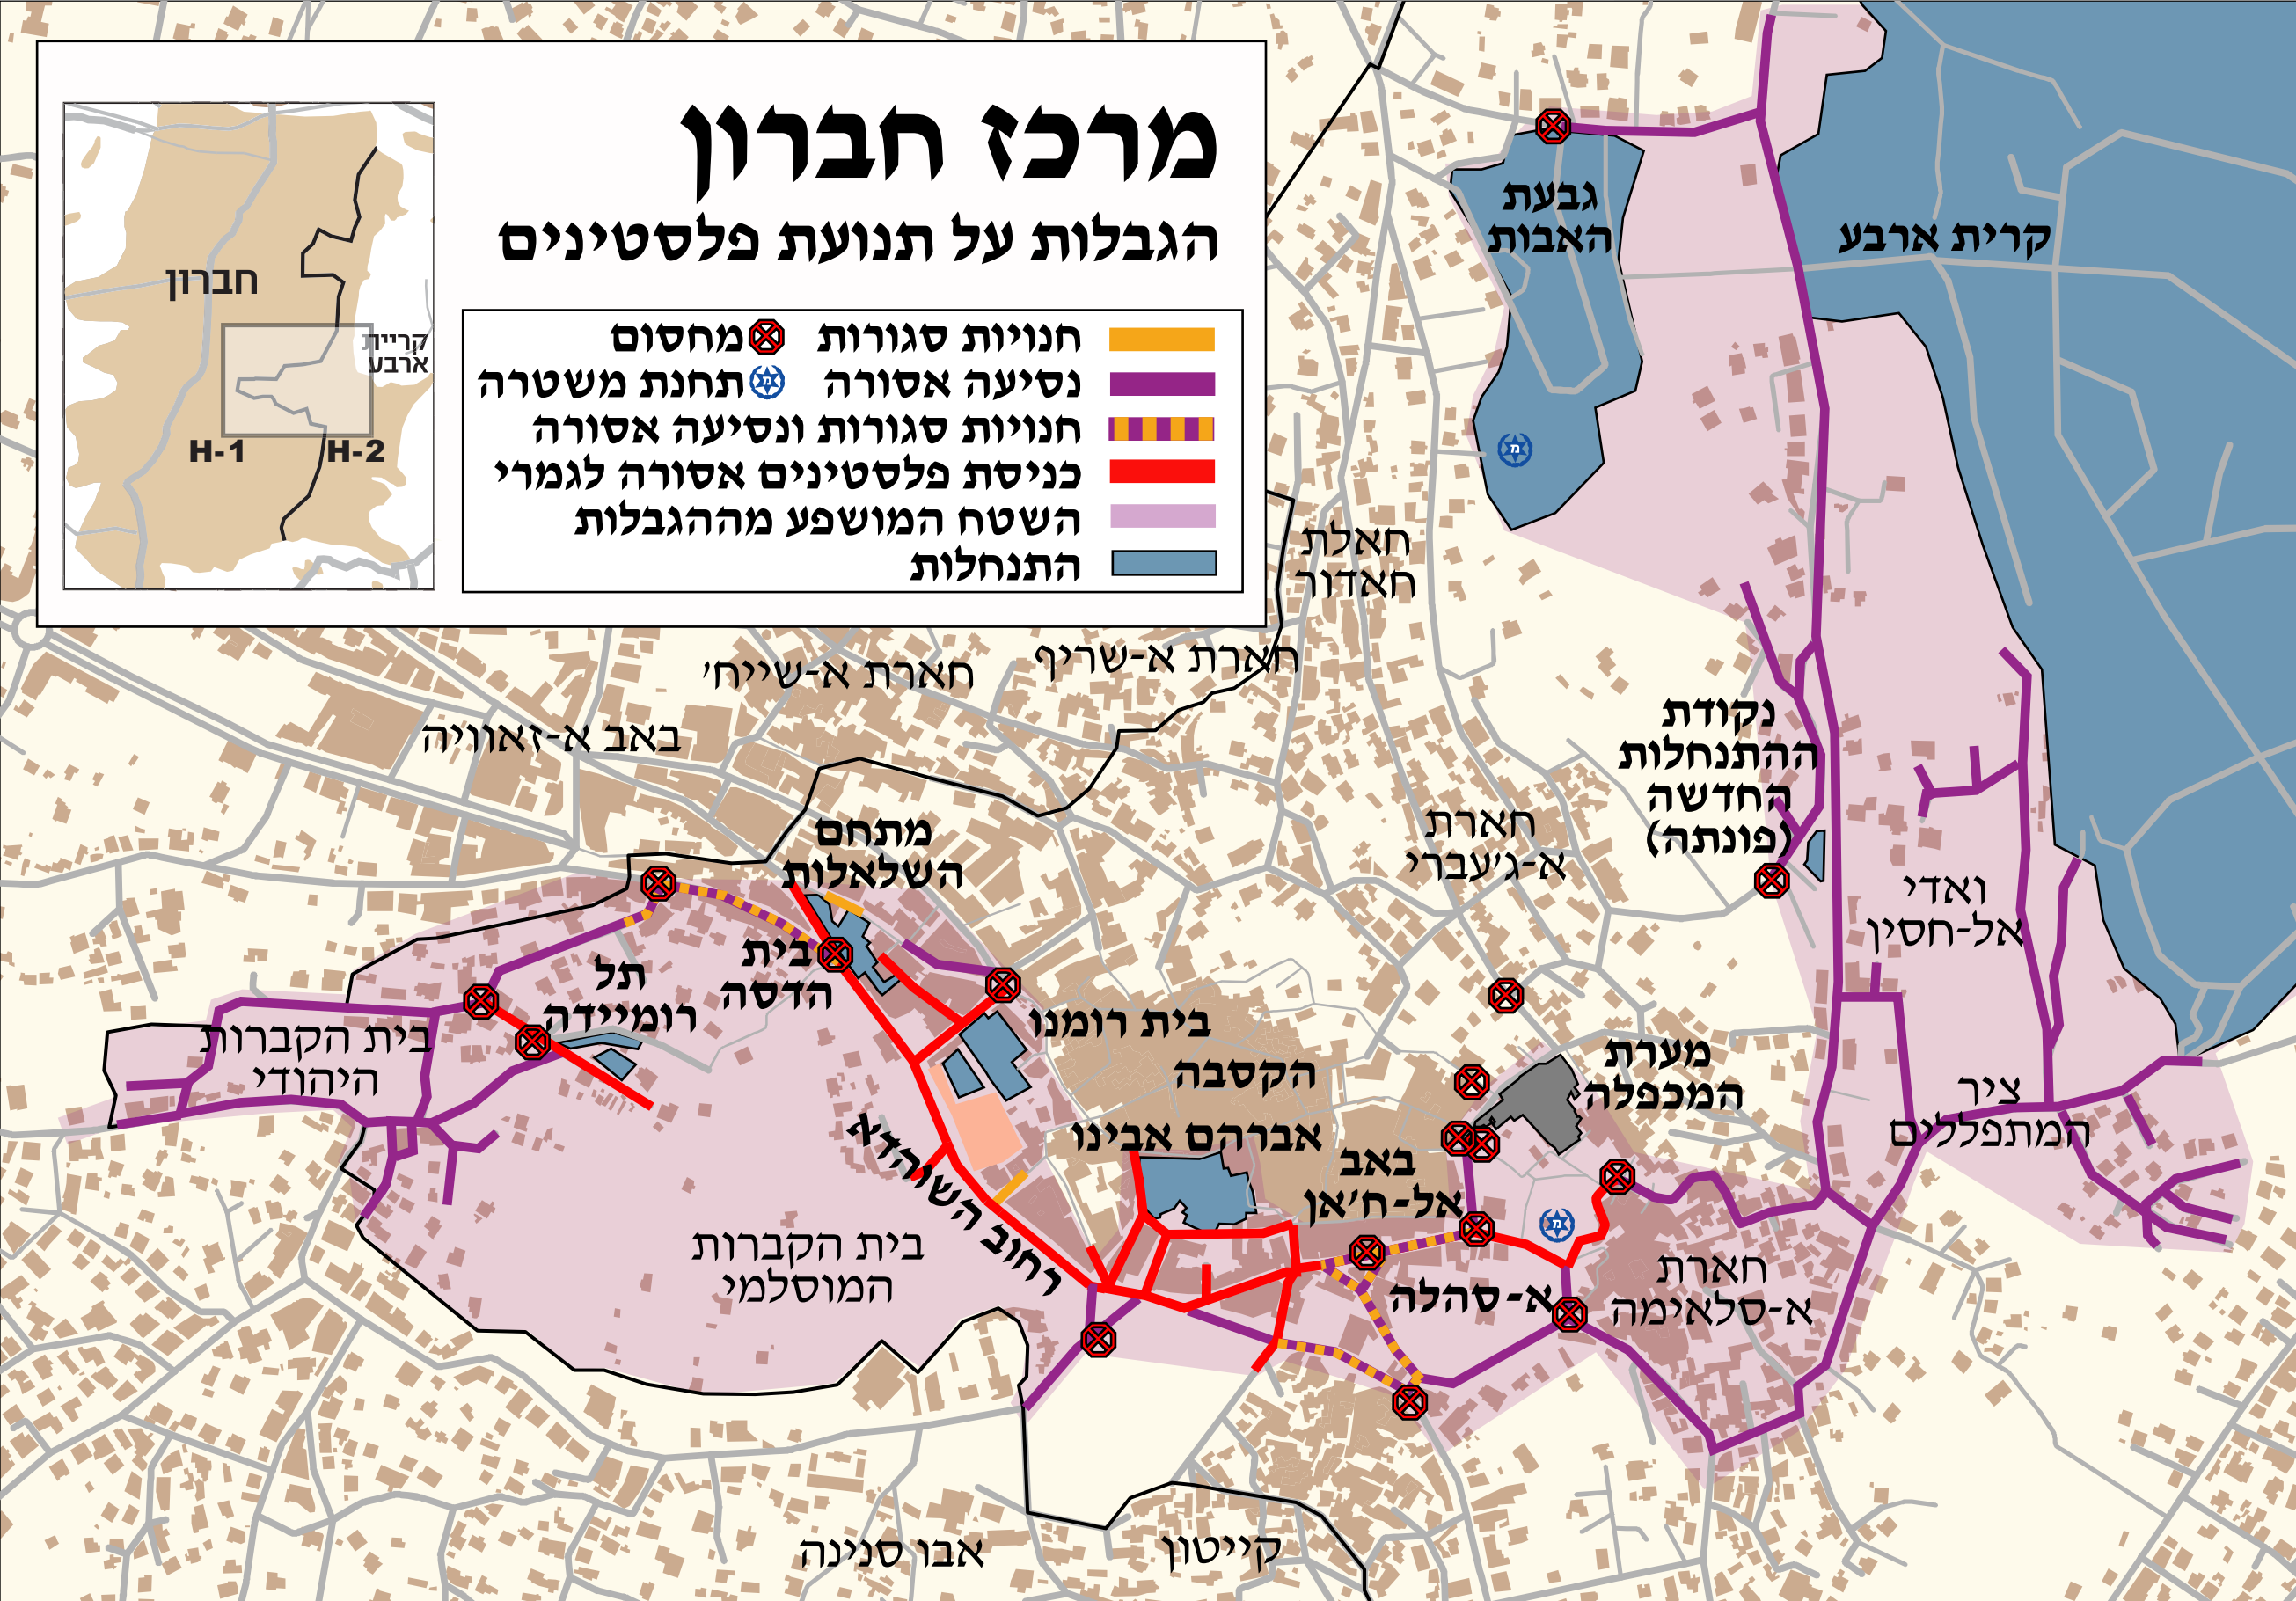 מרכז חברון
הגבלות על תנועת פלסטינים
חנויות סגורות
מחסום
נסיעה אסורה
תחנת משטרה
חנויות סגורות ונסיעה אסורה
כניסת פלסטינים אסורה לגמרי
השטח המושפע מההגבלות
התנחלות
חברון
קריית
ארבע
H-1
H-2
גבעת
האבות
קרית ארבע
מ
חאלת
חאדור
חארת א-שריף
חארת א-שייח'
באב א-זאוויה
נקודת
ההתנחלות
החדשה
(פונתה)
חארת
א-ג'עברי
מתחם
השלאלות
ואדי
אל-חסין
בית
הדסה
תל
רומיידה
בית הקברות
היהודי
בית רומנו
הקסבה
מערת
המכפלה
ציר
המתפללים
אברהם אבינו
באב
אל-ח'אן
רחוב השוהדא
מ
בית הקברות
המוסלמי
א-סהלה
חארת
א-סלאימה
אבו סנינה
קייטון